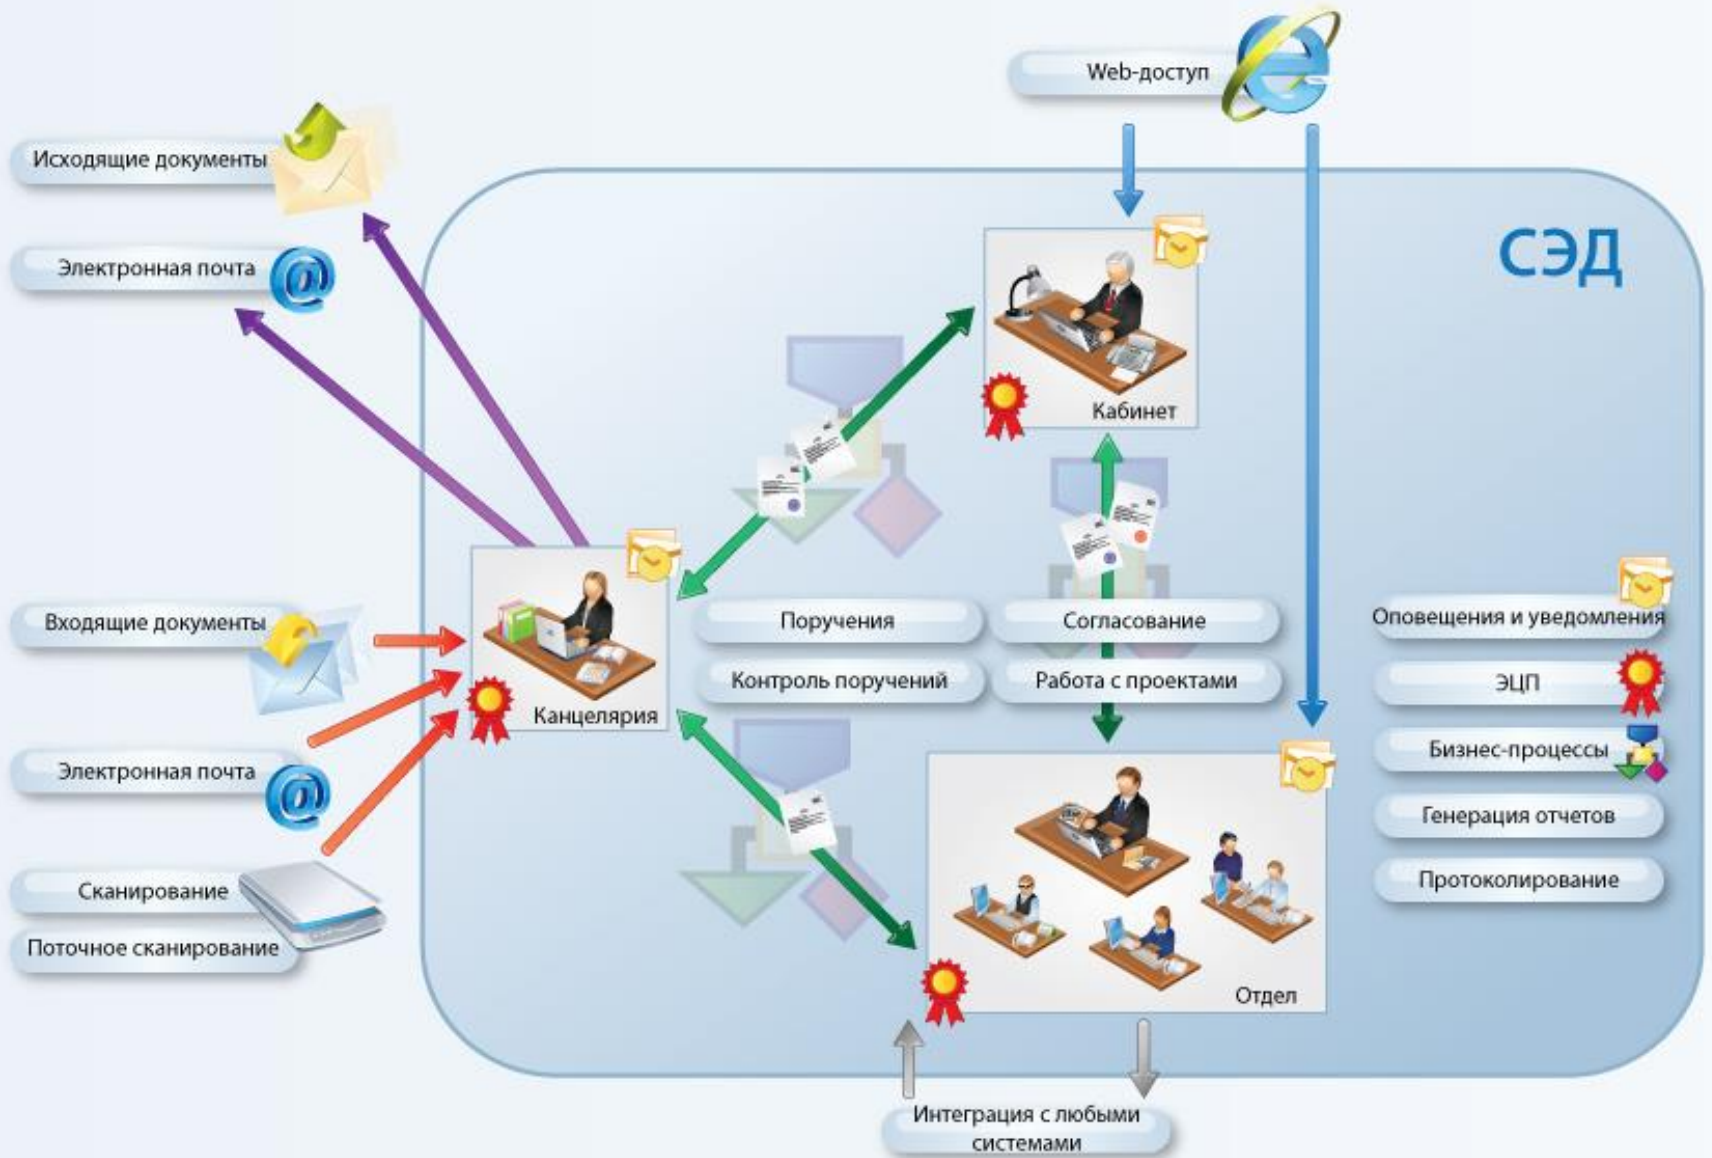 Web-доступ
Исходящие документы
СЭД
Электронная почта
Кабинет
Входящие документы
Канцелярия
Поручения
Согласование
Контроль поручений
Работа с проектами
Оповещения и уведомления
ЭЦП
Бизнес-процессы
Генерация отчетов
Протоколирование
Электронная почта
Сканирование
Поточное сканирование
Отдел
Интеграция с любыми
системами